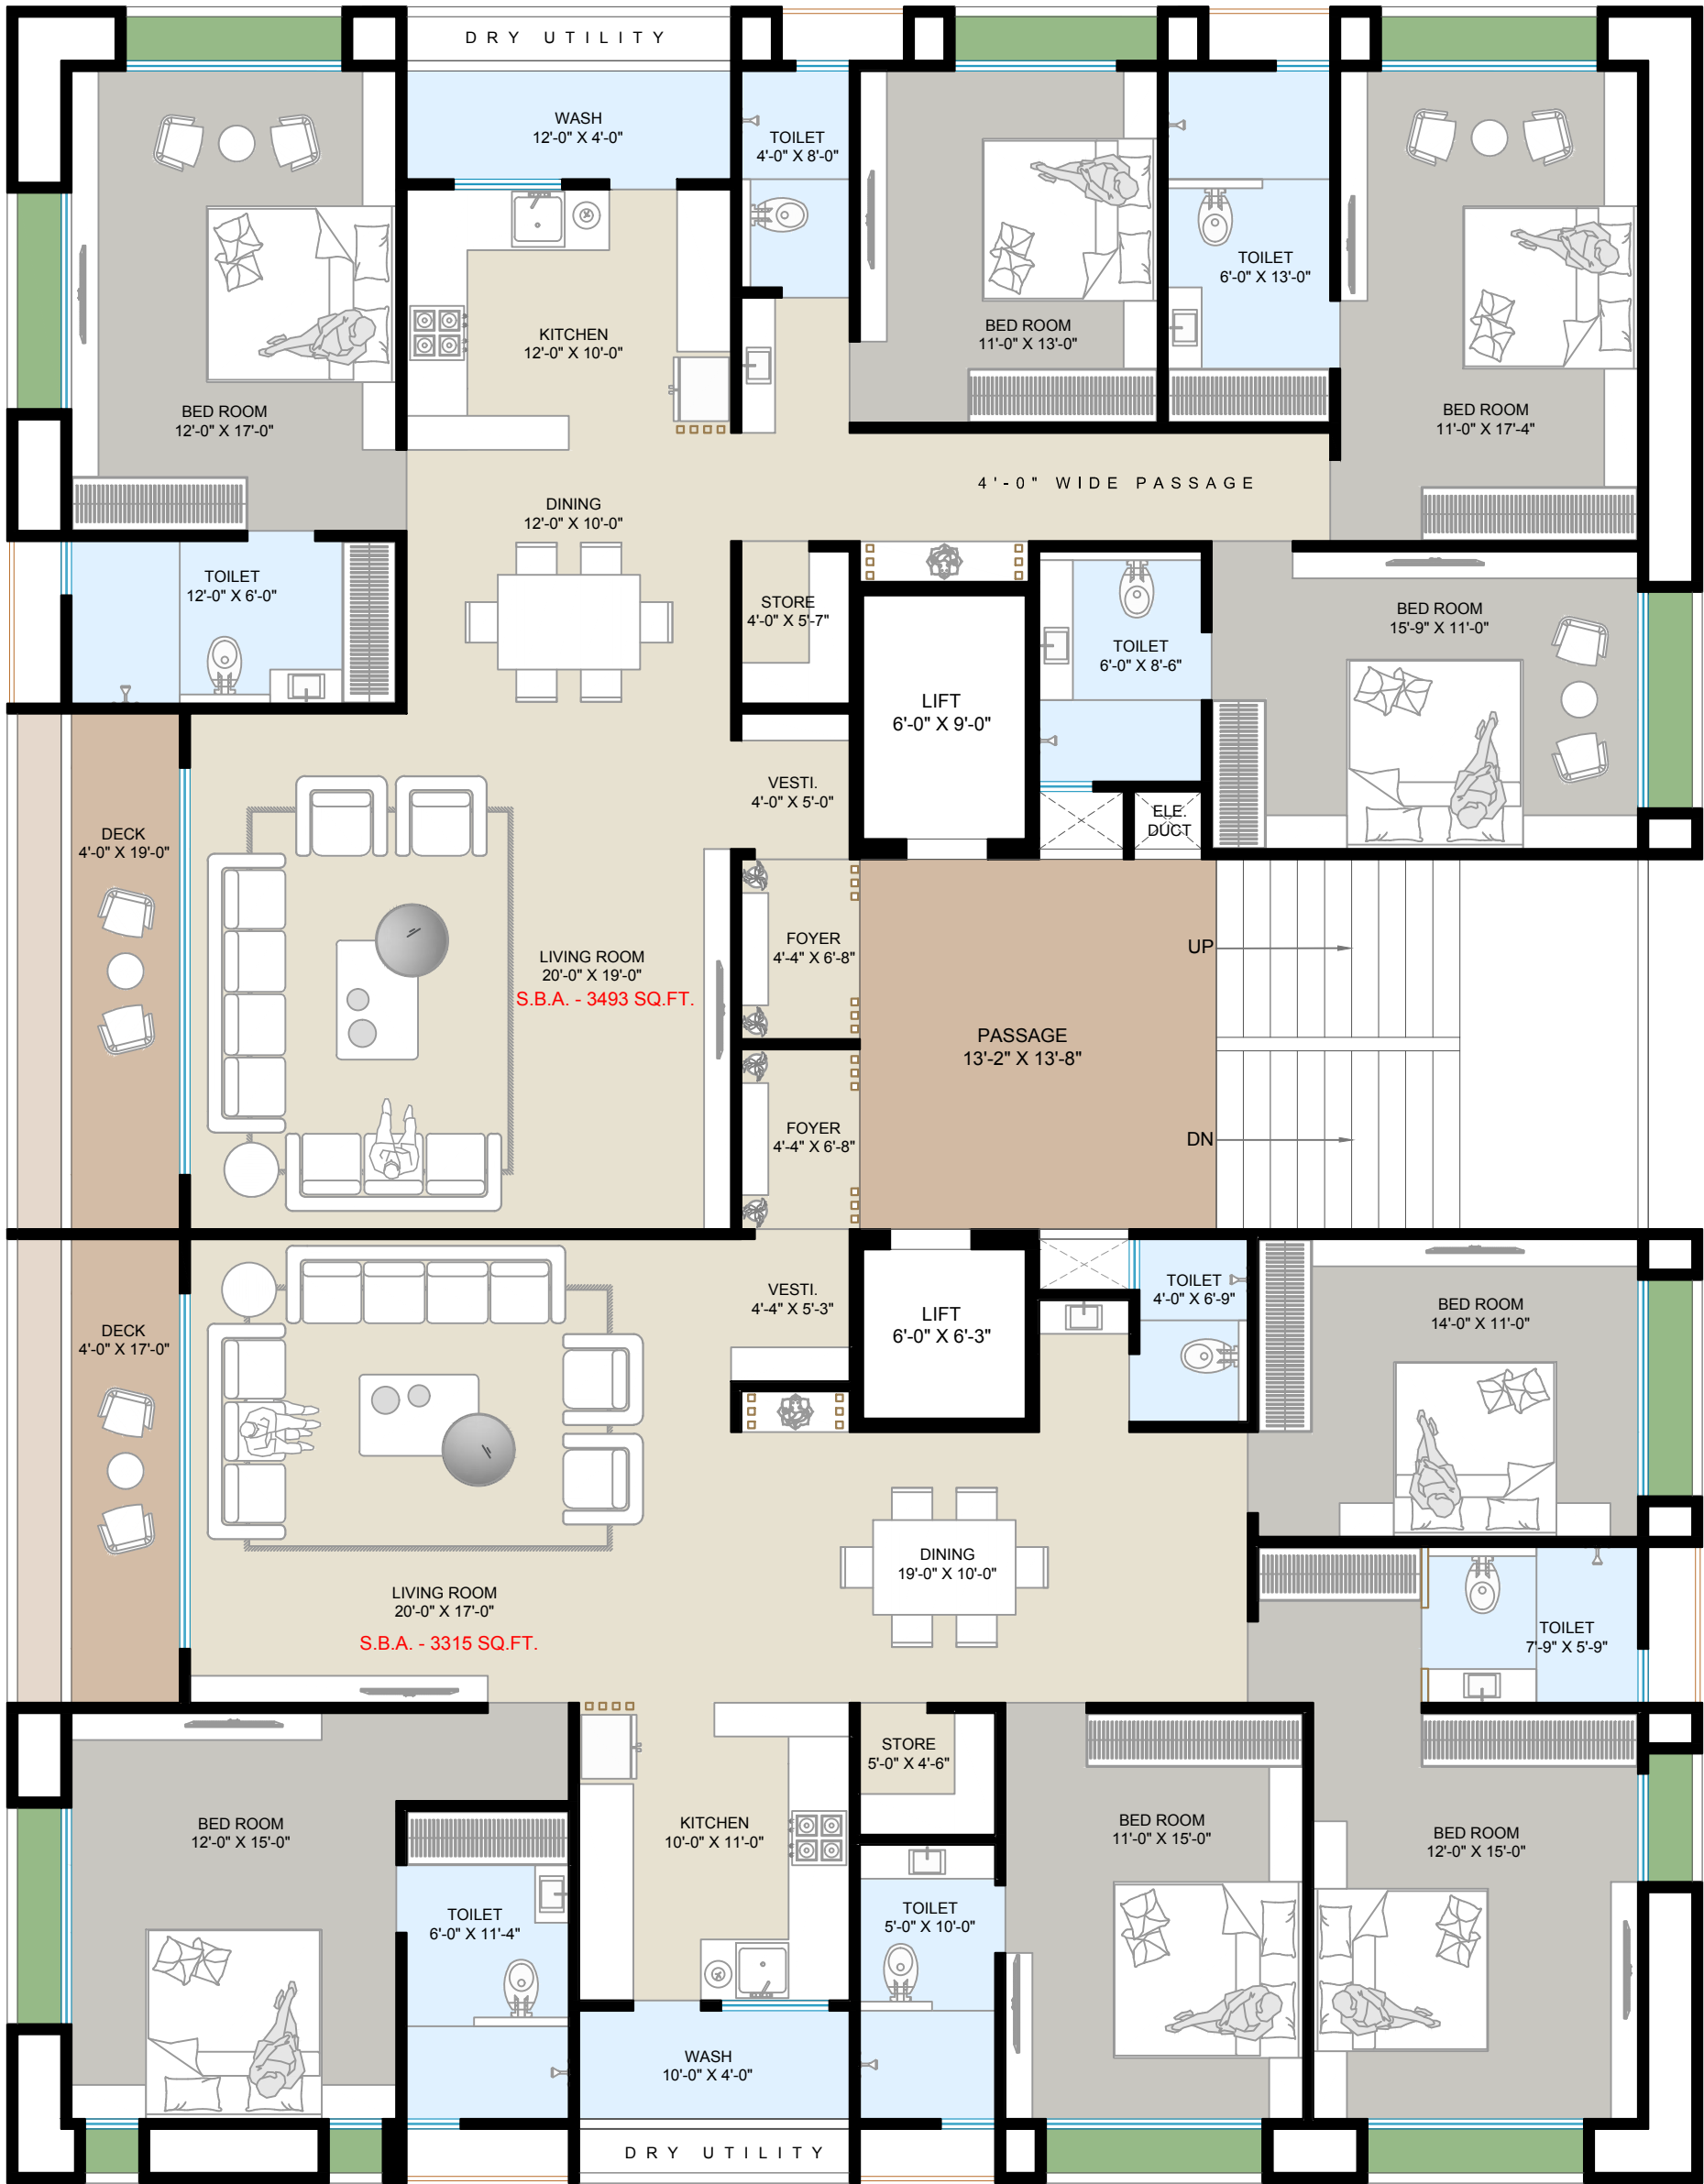 DRY UTILITY
WASH
12'-0" X 4'-0"
TOILET
4'-0" X 8'-0"
TOILET
6'-0" X 13'-0"
KITCHEN
12'-0" X 10'-0"
BED ROOM
11'-0" X 13'-0"
BED ROOM
12'-0" X 17'-0"
BED ROOM
11'-0" X 17'-4"
4'-0" WIDE PASSAGE
DINING
12'-0" X 10'-0"
TOILET
12'-0" X 6'-0"
STORE
4'-0" X 5'-7"
BED ROOM
15'-9" X 11'-0"
TOILET
6'-0" X 8'-6"
LIFT
6'-0" X 9'-0"
VESTI.
4'-0" X 5'-0"
ELE.
DUCT
DECK
4'-0" X 19'-0"
FOYER
4'-4" X 6'-8"
UP
LIVING ROOM
20'-0" X 19'-0"
S.B.A. - 3493 SQ.FT.
PASSAGE
13'-2" X 13'-8"
FOYER
4'-4" X 6'-8"
DN
VESTI.
4'-4" X 5'-3"
TOILET
4'-0" X 6'-9"
LIFT
6'-0" X 6'-3"
BED ROOM
14'-0" X 11'-0"
DECK
4'-0" X 17'-0"
DINING
19'-0" X 10'-0"
LIVING ROOM
20'-0" X 17'-0"
S.B.A. - 3315 SQ.FT.
TOILET
7'-9" X 5'-9"
STORE
5'-0" X 4'-6"
BED ROOM
12'-0" X 15'-0"
KITCHEN
10'-0" X 11'-0"
BED ROOM
11'-0" X 15'-0"
BED ROOM
12'-0" X 15'-0"
TOILET
6'-0" X 11'-4"
TOILET
5'-0" X 10'-0"
WASH
10'-0" X 4'-0"
DRY UTILITY